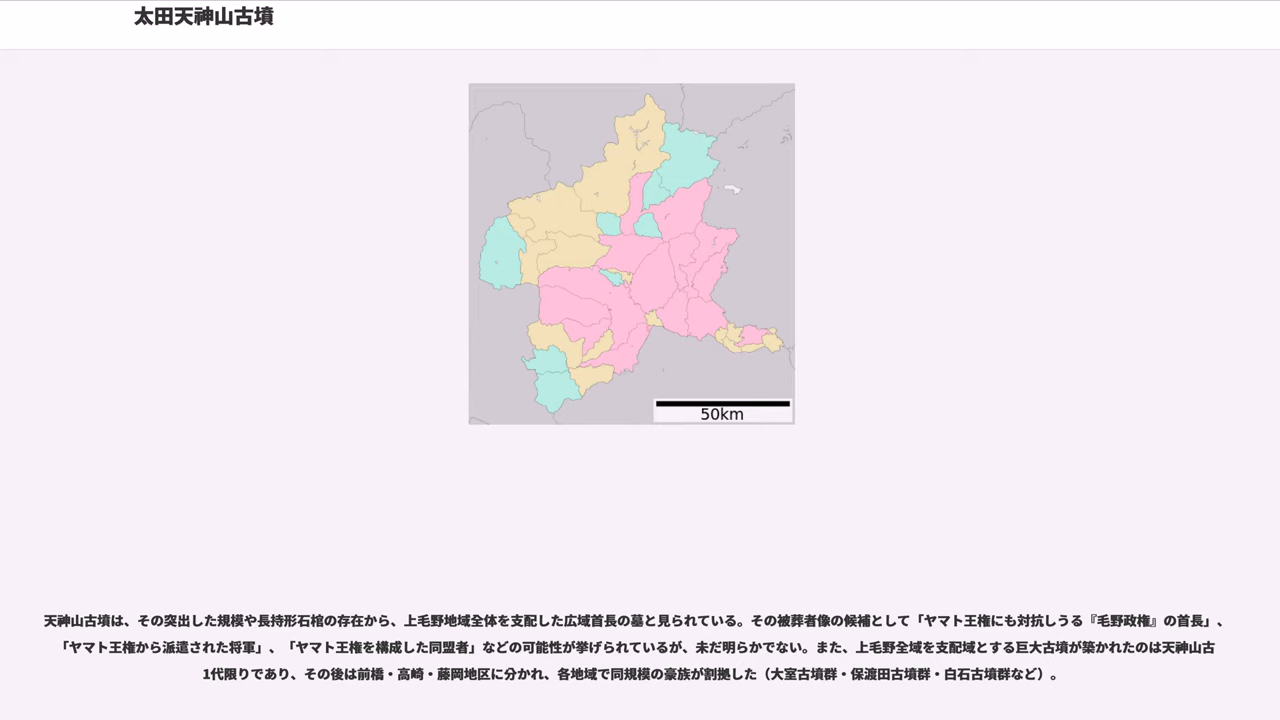 太田天神山古墳
50km
天神山古墳は、その突出した規模や長持形石棺の存在から、上毛野地域全体を支配した広域首長の墓と見られている。その被葬者像の候補として「ヤマト王権にも対抗しうる『毛野政権』の首長」、
「ヤマト王権から派遣された将軍」、「ヤマト王権を構成した同盟者」などの可能性が挙げられているが、未だ明らかでない。また、上毛野全域を支配域とする巨大古墳が築かれたのは天神山古
1代限りであり、その後は前橋・高崎・藤岡地区に分かれ、各地域で同規模の豪族が割拠した（大室古墳群・保渡田古墳群・白石古墳群など）。